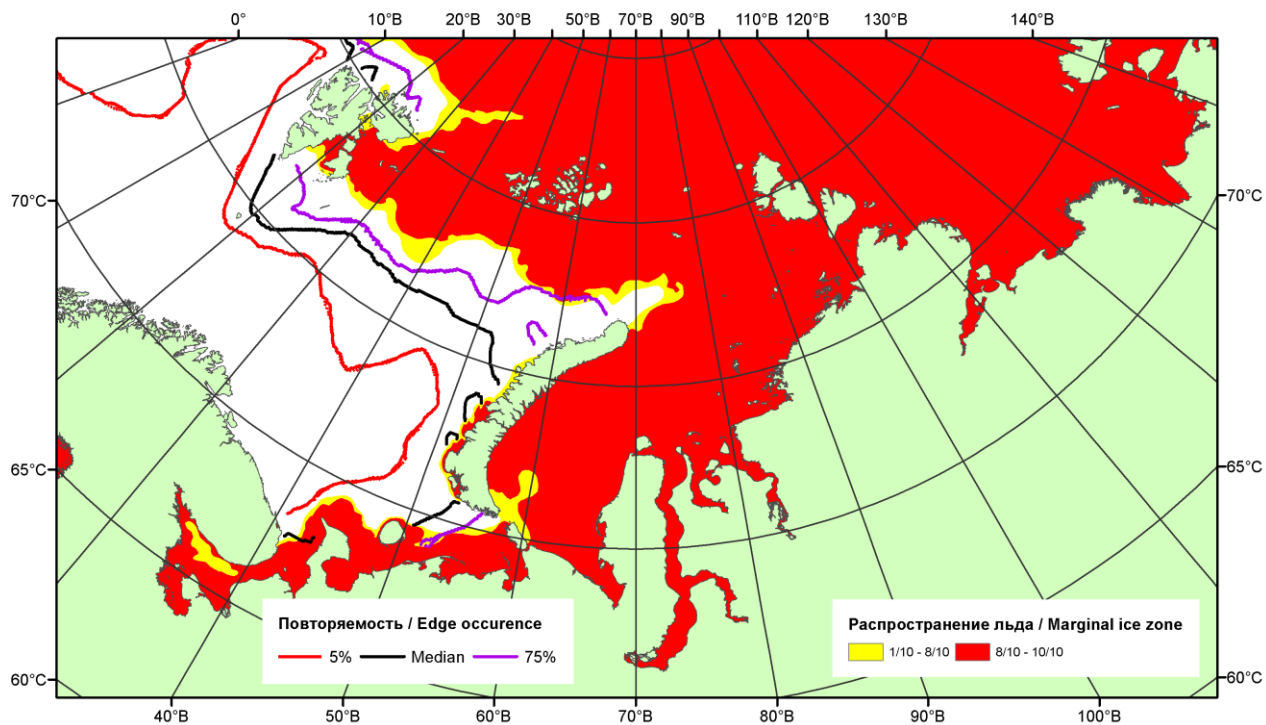 0° 10°В 20°В 30°В 50°В 70°В 90°В 110°В 120°В 130°В 140°В
70°С 70°С
65°С 65°С
Повторяемость / Edge occurence
5% Median 75%
Распространение льда / Marginal ice zone
1/10 - 8/10 8/10 - 10/10
60°С 60°С
40°В 50°В 60°В 70°В 80°В 90°В 100°В